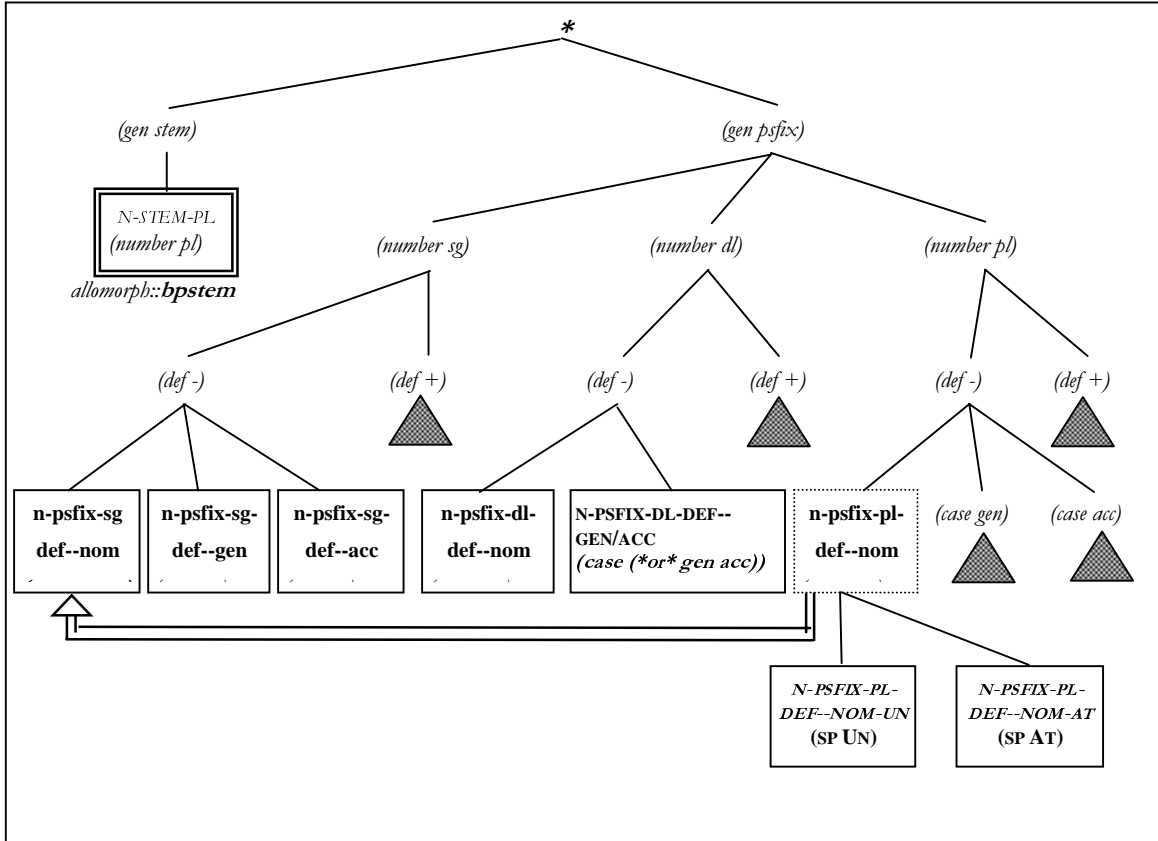 *
(gen stem)
(gen psfix)
N-STEM-PL
(number pl)
allomorph::bpstem
(number sg)
(number dl)
(number pl)
(def -)
(def +)
(def -)
(def +)
(def -)
(def +)
n-psfix-sg
def--nom
n-psfix-sg-
def--gen
n-psfix-sg-
def--acc
n-psfix-dl-
def--nom
N-PSFIX-DL-DEF--
GEN/ACC
(case (*or* gen acc))
n-psfix-pl-
def--nom
(case gen)
(case acc)
N-PSFIX-PL-
DEF--NOM-UN
(SP UN)
N-PSFIX-PL-
DEF--NOM-AT
(SP AT)